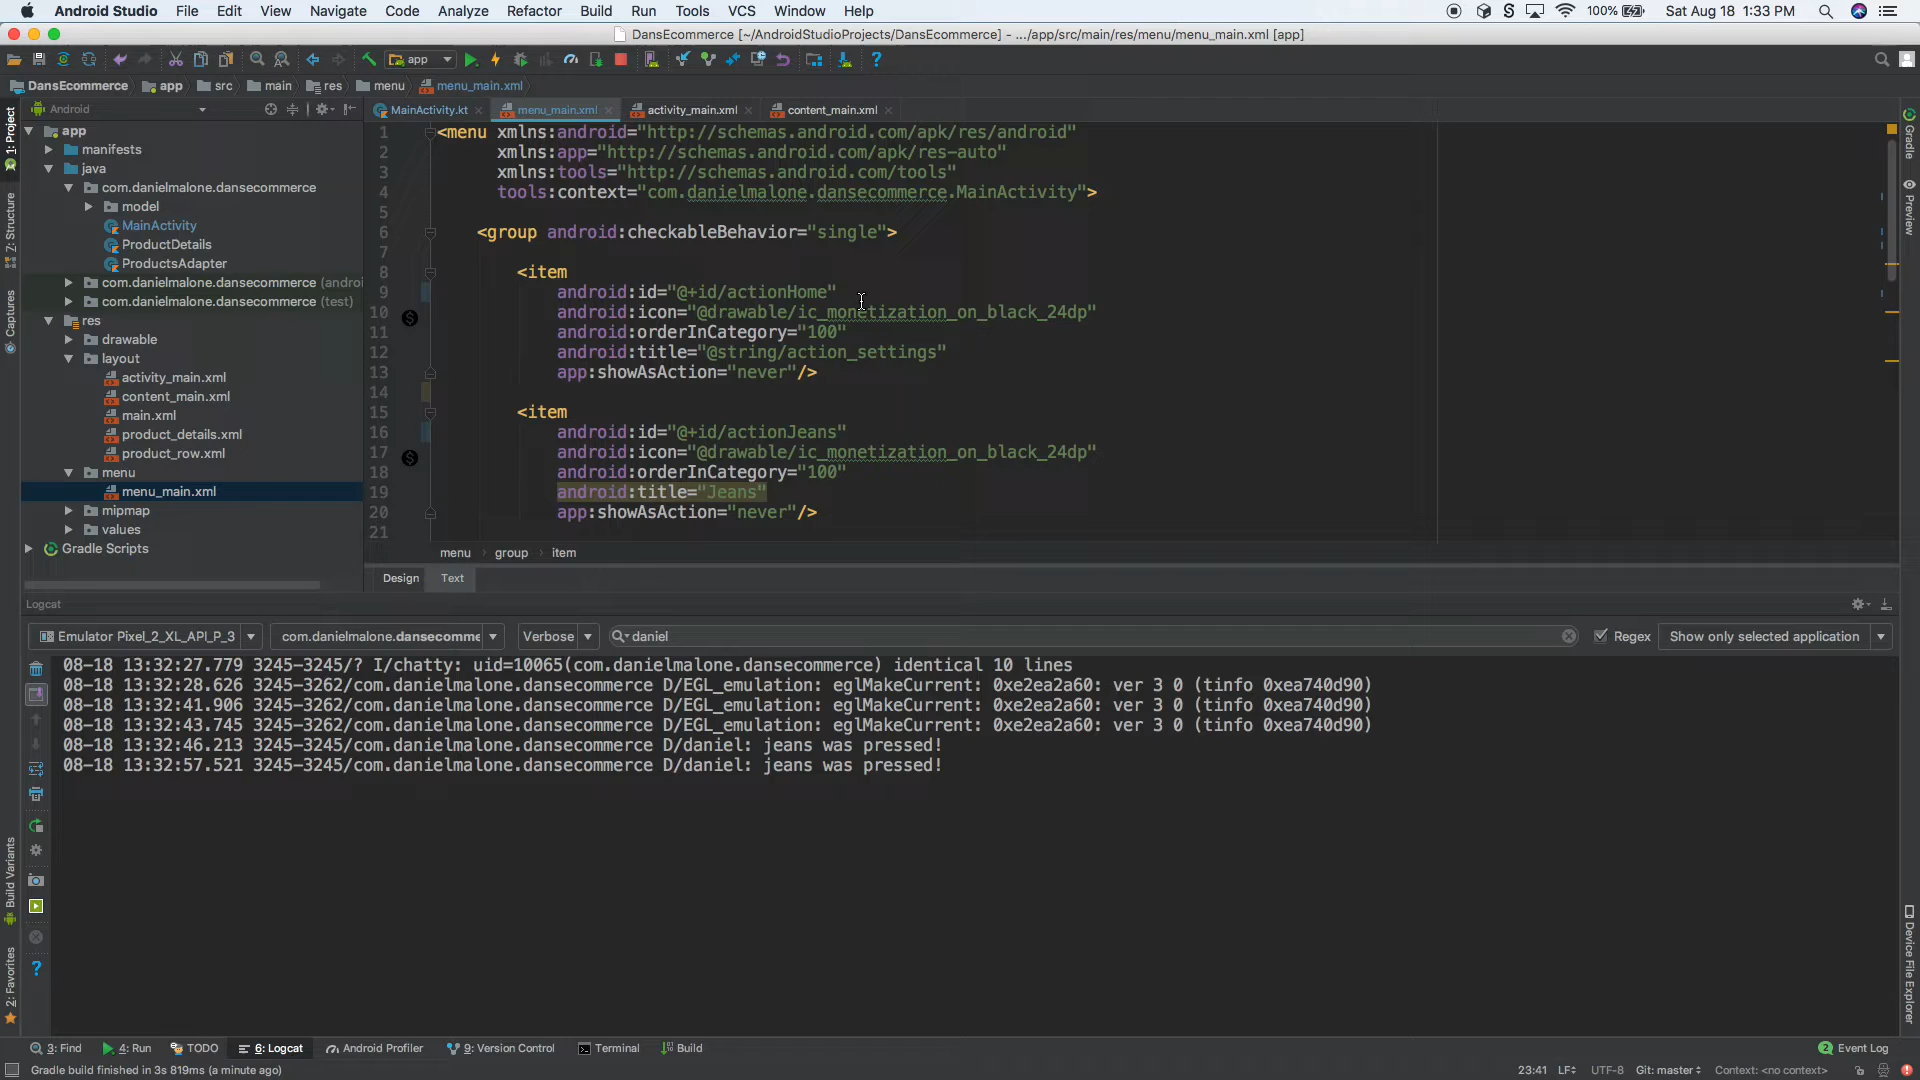 Android Studio File Edit View Navigate Code Analyze Refactor Build Run Tools VCS Window Help 100% Sat Aug 18 1:33 PM
DansEcommerce [~/AndroidStudioProjects/DansEcommerce] - .../app/src/main/res/menu/menu_main.xml [app]
app
DansEcommerce app src main res menu menu_main.xml
Android
MainActivity.kt menu_main.xml activity_main.xml content_main.xml
1: Project
Z: Structure
Captures
Build Variants
2: Favorites
app
manifests
java
com.danielmalone.dansecommerce
model
MainActivity
ProductDetails
ProductsAdapter
com.danielmalone.dansecommerce (androi
com.danielmalone.dansecommerce (test)
res
drawable
layout
activity_main.xml
content_main.xml
main.xml
product_details.xml
product_row.xml
menu
menu_main.xml
mipmap
values
Gradle Scripts
1 <menu xmlns:android="http://schemas.android.com/apk/res/android"
2 xmlns:app="http://schemas.android.com/apk/res-auto"
3 xmlns:tools="http://schemas.android.com/tools"
4 tools:context="com.danielmalone.dansecommerce.MainActivity">
5
6 <group android:checkableBehavior="single">
7
8 <item
9 android:id="@+id/actionHome"
10 android:icon="@drawable/ic_monetization_on_black_24dp"
11 android:orderInCategory="100"
12 android:title="@string/action_settings"
13 app:showAsAction="never"/>
14
15 <item
16 android:id="@+id/actionJeans"
17 android:icon="@drawable/ic_monetization_on_black_24dp"
18 android:orderInCategory="100"
19 android:title="Jeans"
20 app:showAsAction="never"/>
21
menu group item
Design Text
Gradle
Preview
Device File Explorer
Logcat
Emulator Pixel_2_XL_API_P_3 com.danielmalone.dansecomme Verbose daniel Regex Show only selected application
08-18 13:32:27.779 3245-3245/? I/chatty: uid=10065(com.danielmalone.dansecommerce) identical 10 lines
08-18 13:32:28.626 3245-3262/com.danielmalone.dansecommerce D/EGL_emulation: eglMakeCurrent: 0xe2ea2a60: ver 3 0 (tinfo 0xea740d90)
08-18 13:32:41.906 3245-3262/com.danielmalone.dansecommerce D/EGL_emulation: eglMakeCurrent: 0xe2ea2a60: ver 3 0 (tinfo 0xea740d90)
08-18 13:32:43.745 3245-3262/com.danielmalone.dansecommerce D/EGL_emulation: eglMakeCurrent: 0xe2ea2a60: ver 3 0 (tinfo 0xea740d90)
08-18 13:32:46.213 3245-3245/com.danielmalone.dansecommerce D/daniel: jeans was pressed!
08-18 13:32:57.521 3245-3245/com.danielmalone.dansecommerce D/daniel: jeans was pressed!
3: Find 4: Run TODO 6: Logcat Android Profiler 9: Version Control Terminal Build 2 Event Log
Gradle build finished in 3s 819ms (a minute ago) 23:41 LF÷ UTF-8 Git: master÷ Context: <no context>